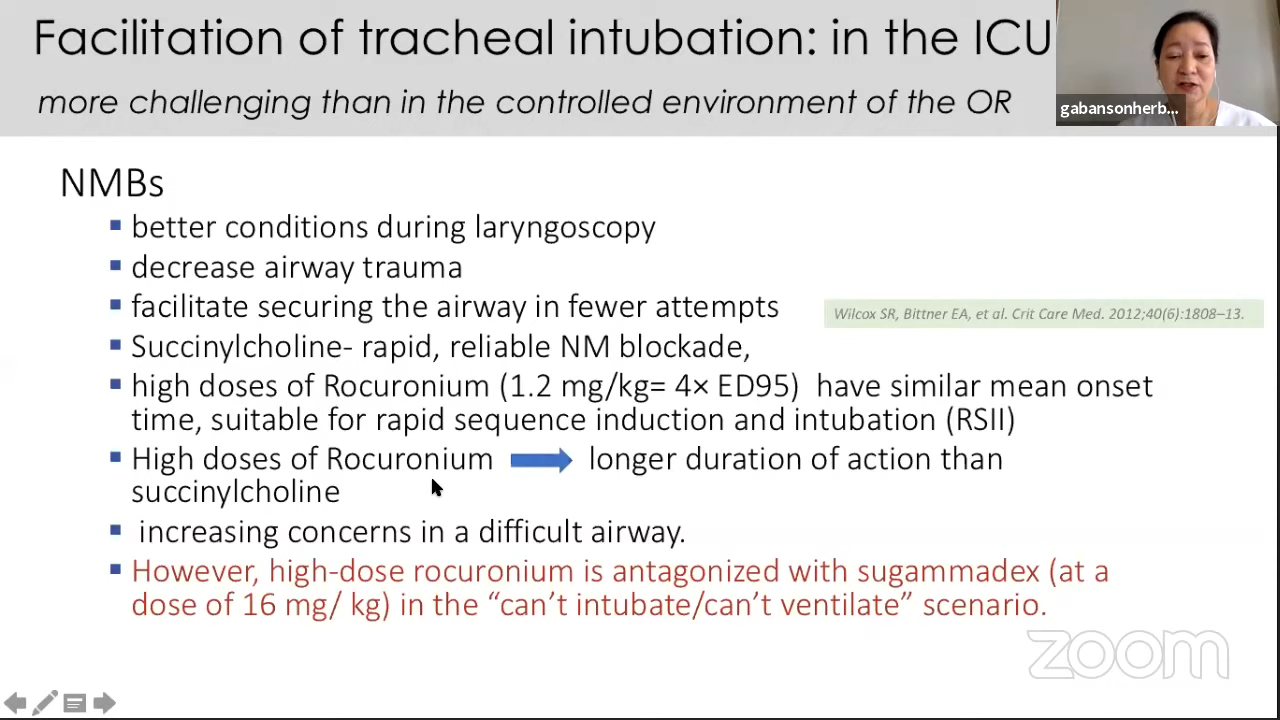 Facilitation of tracheal intubation: in the ICU
more challenging than in the controlled environment of the OR
gabansonherb...
NMBs
▪ better conditions during laryngoscopy
▪ decrease airway trauma
▪ facilitate securing the airway in fewer attempts
Wilcox SR, Bittner EA, et al. Crit Care Med. 2012;40(6):1808–13.
▪ Succinylcholine- rapid, reliable NM blockade,
▪ high doses of Rocuronium (1.2 mg/kg= 4× ED95) have similar mean onset
time, suitable for rapid sequence induction and intubation (RSII)
▪ High doses of Rocuronium ➡ longer duration of action than
succinylcholine
▪ increasing concerns in a difficult airway.
▪ However, high-dose rocuronium is antagonized with sugammadex (at a
dose of 16 mg/ kg) in the “can’t intubate/can’t ventilate” scenario.
zoom